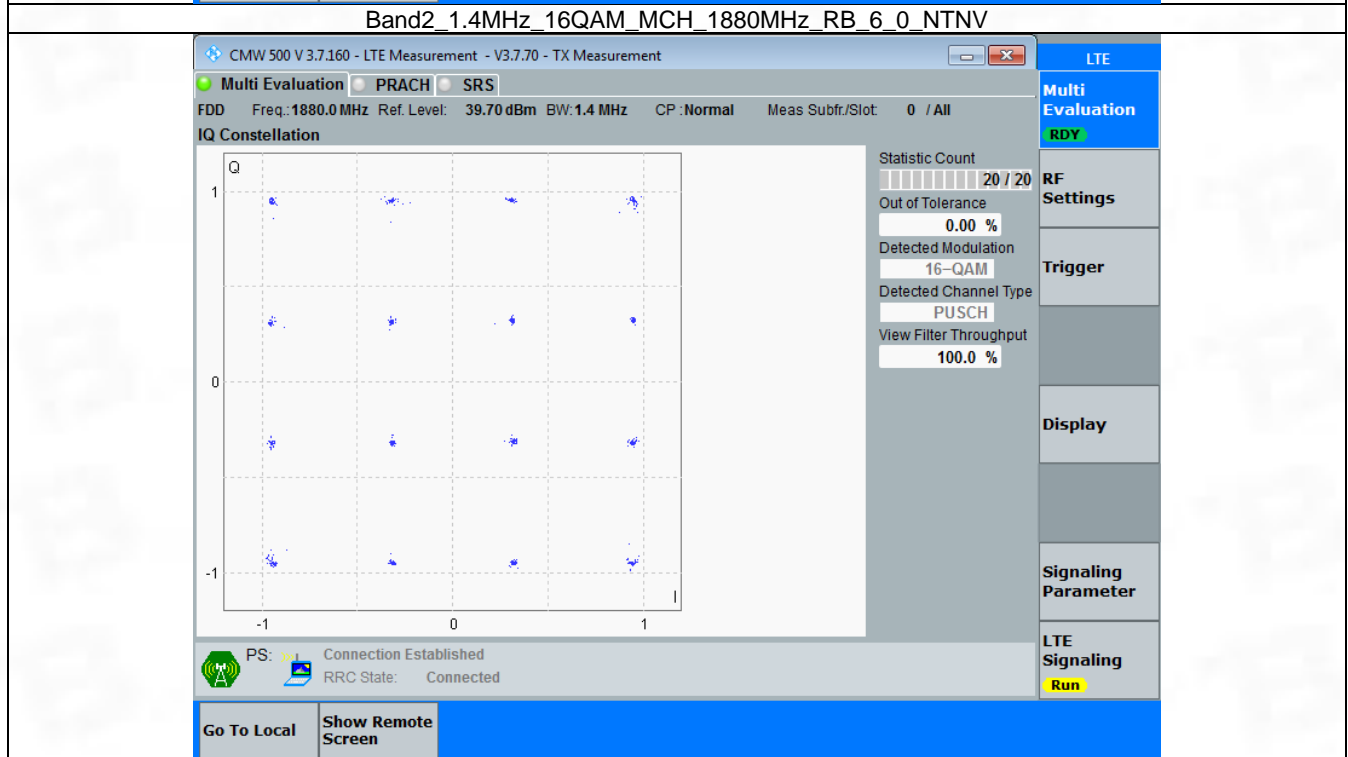 Band2_1.4MHz_16QAM_MCH_1880MHz_RB_6_0_NTNV
CMW 500 V 3.7.160 - LTE Measurement - V3.7.70 - TX Measurement
LTE
Multi Evaluation PRACH SRS
FDD Freq.:1880.0 MHz Ref. Level: 39.70 dBm BW:1.4 MHz CP :Normal Meas Subfr./Slot: 0 / All
IQ Constellation
Q
1
0
-1
I
-1 0 1
Statistic Count
20 / 20
Out of Tolerance
0.00 %
Detected Modulation
16-QAM
Detected Channel Type
PUSCH
View Filter Throughput
100.0 %
Multi
Evaluation
RDY
RF
Settings
Trigger
Display
Signaling
Parameter
LTE
Signaling
Run
PS: Connection Established
RRC State: Connected
Go To Local
Show Remote
Screen